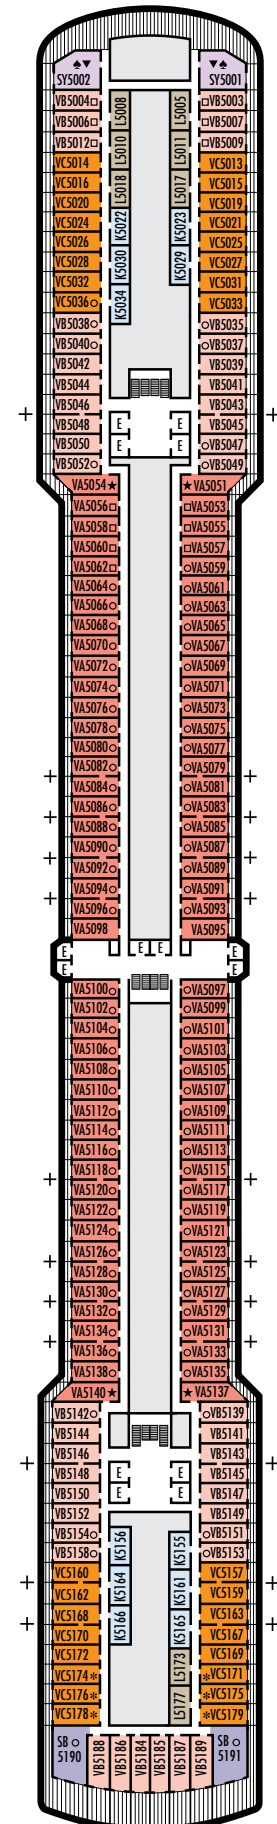 ♠▼
SY5002
VB5004□
VB5006□
VB5012□
VC5014
VC5016
VC5020
VC5024
VC5026
VC5028
VC5032
VC5036○
VB5038○
VB5040○
VB5042
VB5044
VB5046
VB5048
VB5050
VB5052○
VA5054★
VA5056□
VA5058□
VA5060□
VA5062□
VA5064○
VA5066○
VA5068○
VA5070○
VA5072○
VA5074○
VA5076○
VA5078○
VA5080○
VA5082○
VA5084○
VA5086○
VA5088○
VA5090○
VA5092○
VA5094○
VA5096○
VA5098
E
E
VA5100○
VA5102○
VA5104○
VA5106○
VA5108○
VA5110○
VA5112○
VA5114○
VA5116○
VA5118○
VA5120○
VA5122○
VA5124○
VA5126○
VA5128○
VA5130○
VA5132○
VA5134○
VA5136○
VA5138○
VA5140★
VB5142○
VB5144
VB5146
VB5148
VB5150
VB5152
VB5154○
VB5158○
VC5160
VC5162
VC5168
VC5170
VC5172
VC5174✻
VC5176✻
VC5178✻
SB ○
5190
L5008
L5010
L5018
K5022
K5030
K5034
E
E
E
E
E
E
K5156
K5164
K5166
L5005
L5011
L5017
K5023
K5029
E
E
E
E
K5155
K5161
K5165
L5173
L5177
▼♠
SY5001
□VB5003
□VB5007
□VB5009
VC5013
VC5015
VC5019
VC5021
VC5025
VC5027
VC5031
VC5033
○VB5035
○VB5037
VB5039
VB5041
VB5043
VB5045
○VB5047
○VB5049
★VA5051
□VA5053
□VA5055
□VA5057
○VA5059
○VA5061
○VA5063
○VA5065
○VA5067
○VA5069
○VA5071
○VA5073
○VA5075
○VA5077
○VA5079
○VA5081
○VA5083
○VA5085
○VA5087
○VA5089
○VA5091
○VA5093
VA5095
E
E
○VA5097
○VA5099
○VA5101
○VA5103
○VA5105
○VA5107
○VA5109
○VA5111
○VA5113
○VA5115
○VA5117
○VA5119
○VA5121
○VA5123
○VA5125
○VA5127
○VA5129
○VA5131
○VA5133
○VA5135
★VA5137
○VB5139
VB5141
VB5143
VB5145
VB5147
VB5149
○VB5151
○VB5153
VC5157
VC5159
VC5163
VC5167
VC5169
✻VC5171
✻VC5175
✻VC5179
SB ○
5191
VB5188
VB5186
VB5184
VB5185
VB5187
VB5189